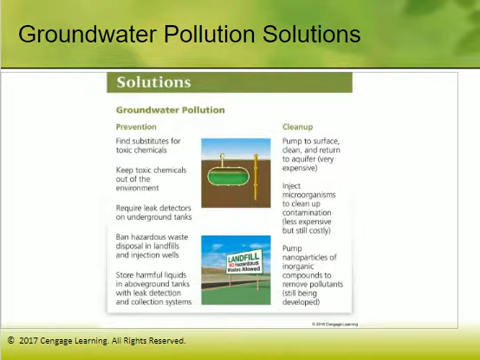 Groundwater Pollution Solutions
Solutions
Groundwater Pollution
Prevention
Find substitutes for
toxic chemicals
Keep toxic chemicals
out of the
environment
Require leak detectors
on underground tanks
Ban hazardous waste
disposal in landfills
and injection wells
Store harmful liquids
in aboveground tanks
with leak detection
and collection systems
LANDFILL
NO Hazardous
Wastes Allowed
Cleanup
Pump to surface,
clean, and return
to aquifer (very
expensive)
Inject
microorganisms
to clean up
contamination
(less expensive
but still costly)
Pump
nanoparticles of
inorganic
compounds to
remove pollutants
(still being
developed)
© 2016 Cengage Learning
© 2017 Cengage Learning. All Rights Reserved.